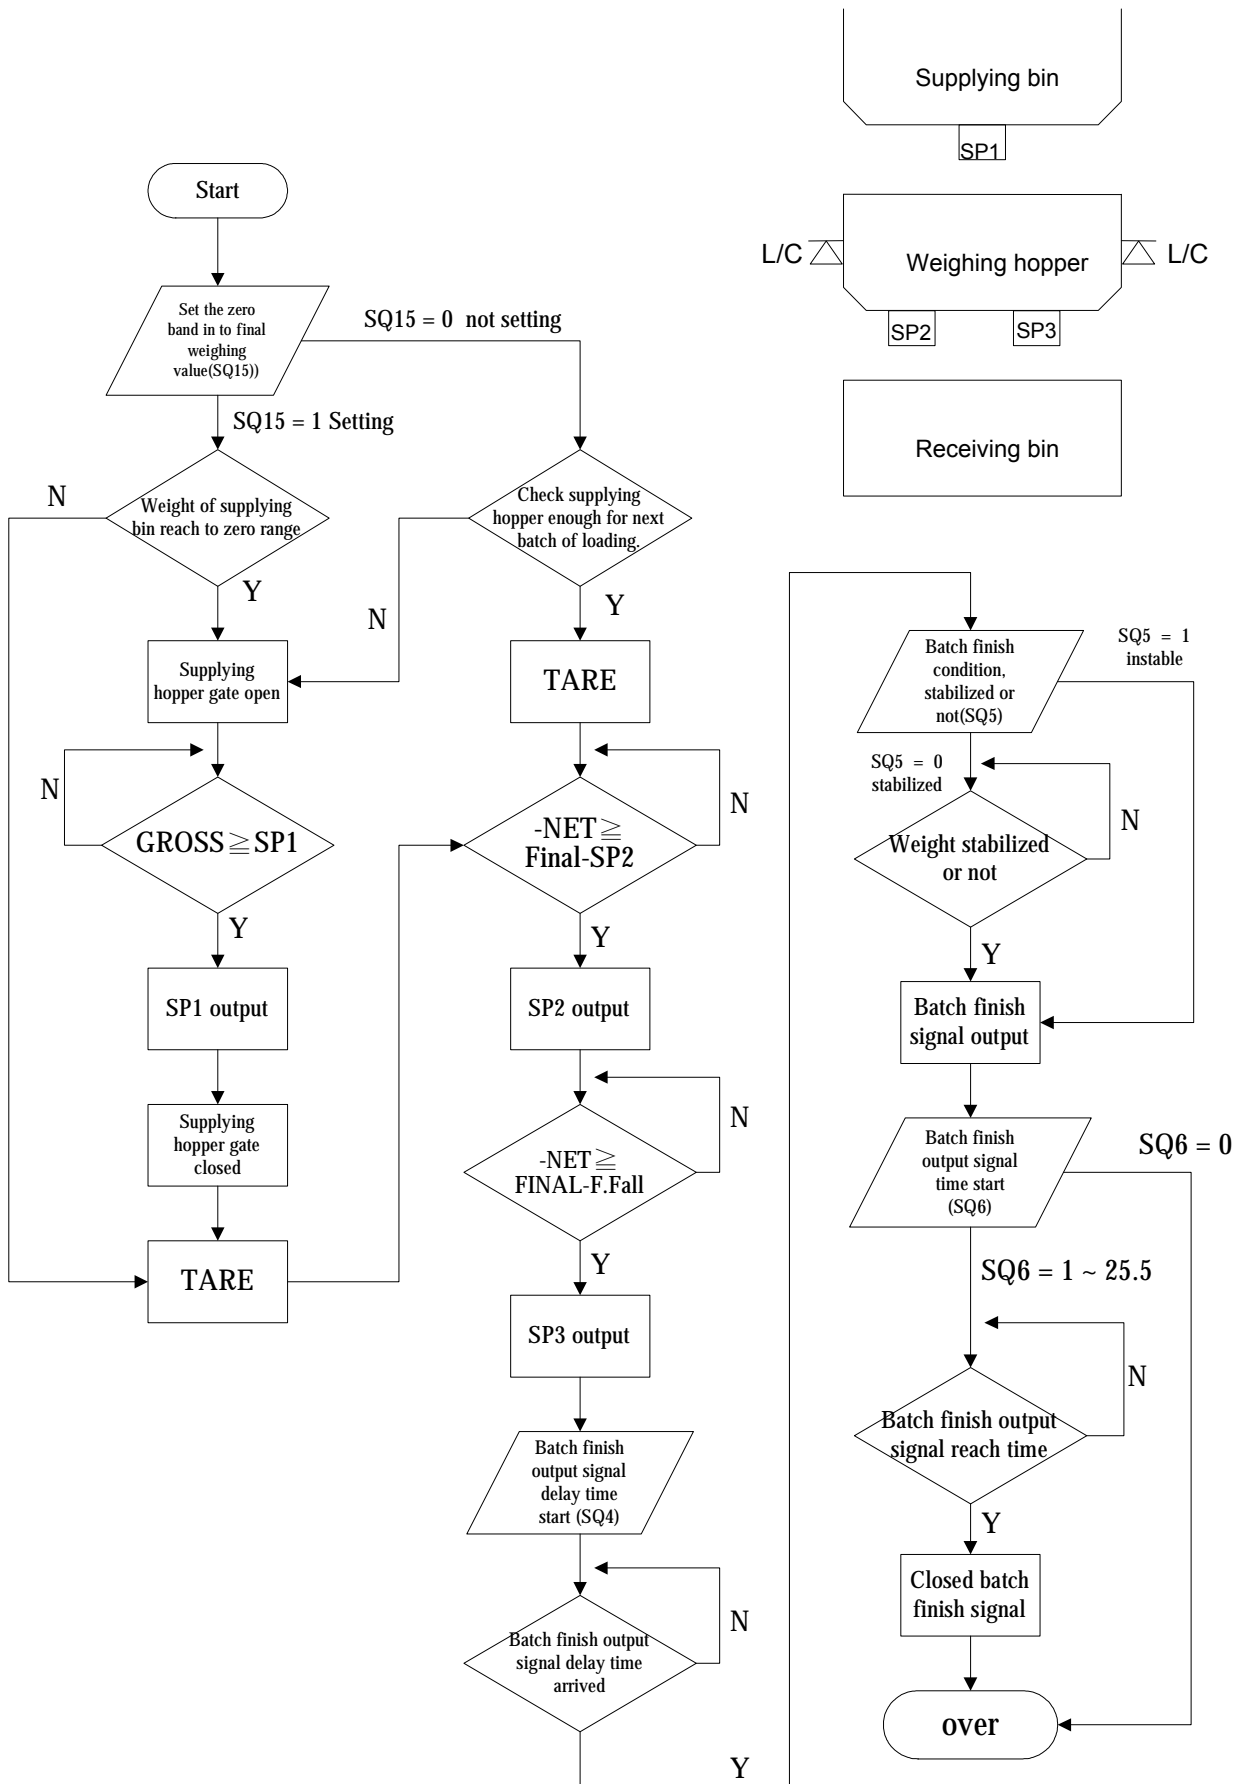 Supplying bin
SP1
L/C
Weighing hopper
L/C
SP2
SP3
Receiving bin
Start
Set the zero
band in to final
weighing
value(SQ15))
SQ15 = 0 not setting
SQ15 = 1 Setting
N
Weight of supplying
bin reach to zero range
Y
Supplying
hopper gate open
N
GROSS≧SP1
Y
SP1 output
Supplying
hopper gate
closed
TARE
Check supplying
hopper enough for next
batch of loading.
N
Y
TARE
-NET≧
Final-SP2
N
Y
SP2 output
-NET≧
FINAL-F.Fall
N
Y
SP3 output
Batch finish
output signal
delay time
start (SQ4)
Batch finish output
signal delay time
arrived
N
Y
Batch finish
condition,
stabilized or
not(SQ5)
SQ5 = 1
instable
SQ5 = 0
stabilized
Weight stabilized
or not
N
Y
Batch finish
signal output
Batch finish
output signal
time start
(SQ6)
SQ6 = 0
SQ6 = 1 ~ 25.5
Batch finish output
signal reach time
N
Y
Closed batch
finish signal
over